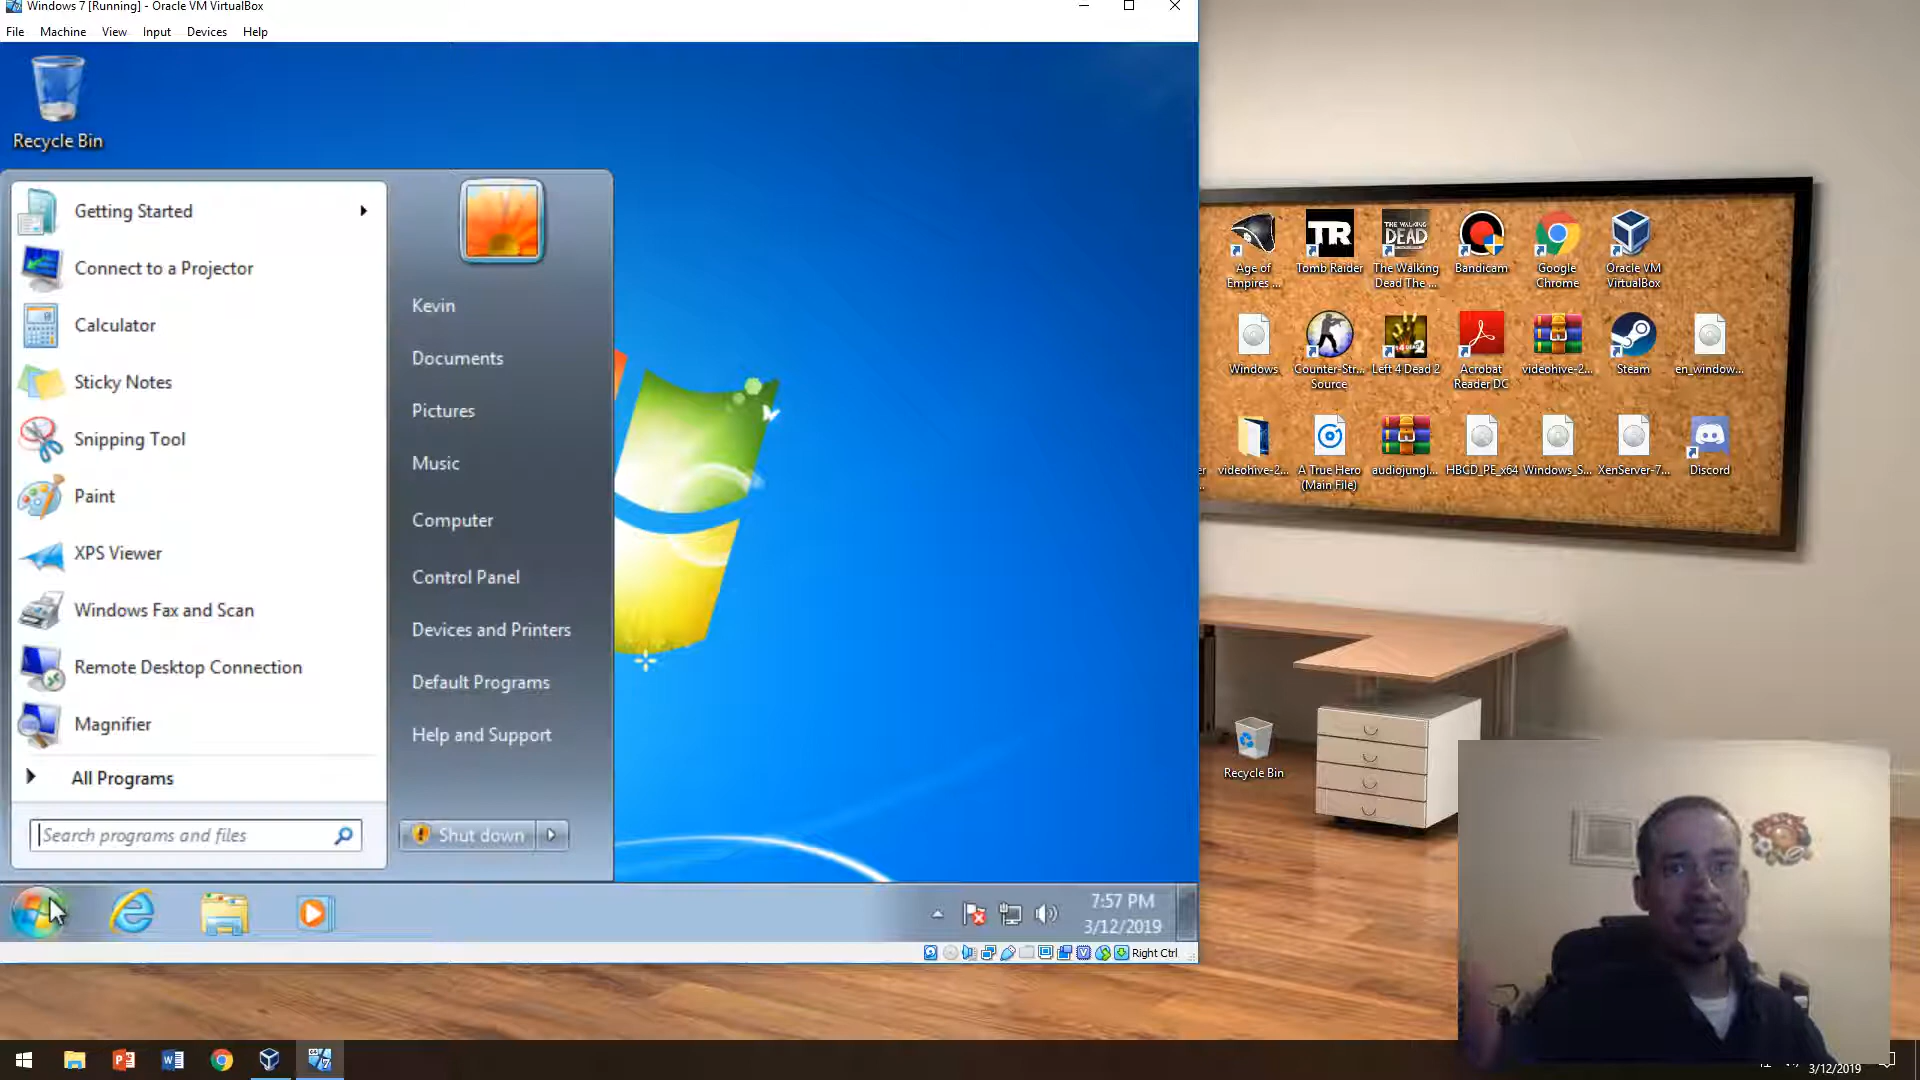 Windows 7 [Running] - Oracle VM VirtualBox
File Machine View Input Devices Help
Recycle Bin
Getting Started
Connect to a Projector
Calculator
Sticky Notes
Snipping Tool
Paint
XPS Viewer
Windows Fax and Scan
Remote Desktop Connection
Magnifier
All Programs
Search programs and files
Kevin
Documents
Pictures
Music
Computer
Control Panel
Devices and Printers
Default Programs
Help and Support
Shut down
7:57 PM
3/12/2019
Right Ctrl
TR
THE WALKING
DEAD
Age of
Empires ...
Tomb Raider
The Walking
Dead The ...
Bandicam
Google
Chrome
Oracle VM
VirtualBox
Windows
Counter-Str...
Source
Left 4 Dead 2
Acrobat
Reader DC
videohive-2...
Steam
en_window...
videohive-2...
A True Hero
(Main File)
audiojungl...
HBCD_PE_x64
Windows_S...
XenServer-7...
Discord
Recycle Bin
3/12/2019